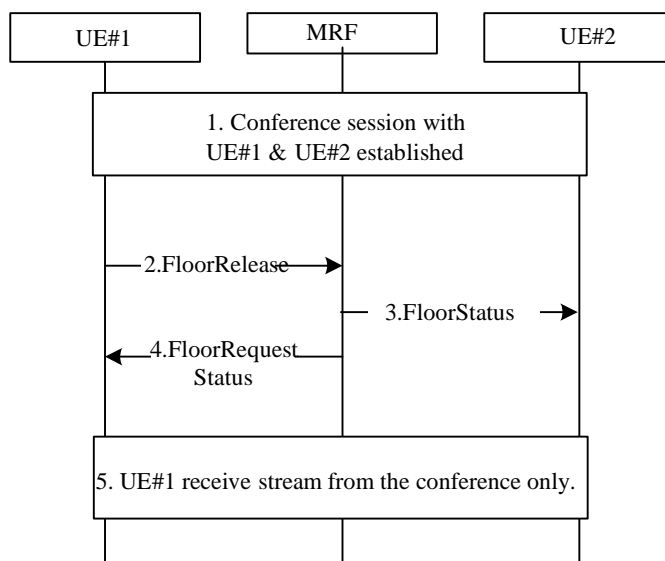 UE#1
MRF
UE#2
1. Conference session with
UE#1 & UE#2 established
2.FloorRelease
3.FloorStatus
4.FloorRequest
Status
5. UE#1 receive stream from the conference only.